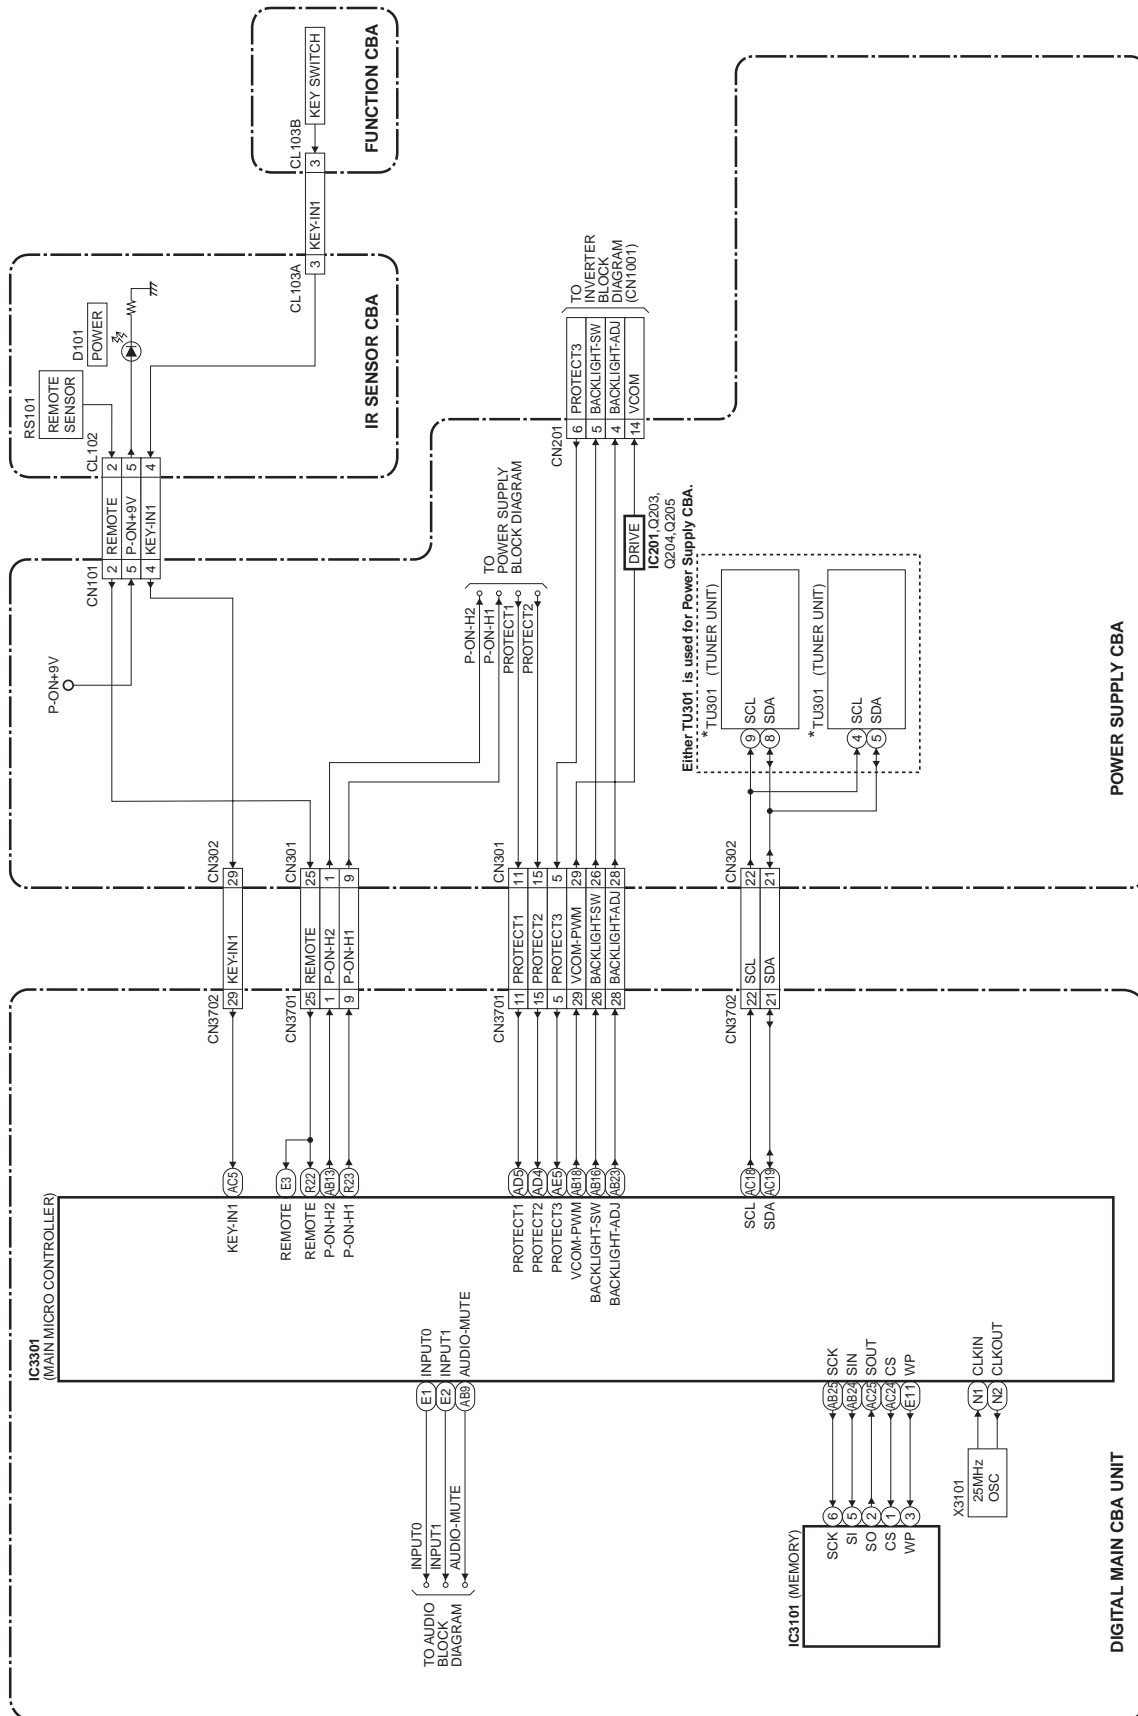 IC3301
(MAIN MICRO CONTROLLER)
KEY-IN1
AC5
REMOTE
E3
REMOTE
R22
P-ON-H2
AB13
P-ON-H1
R23
PROTECT1
AD5
PROTECT2
AD4
PROTECT3
AE5
VCOM-PWM
AB18
BACKLIGHT-SW
AB16
BACKLIGHT-ADJ
AB23
SCL
AC18
SDA
AC19
E1 INPUT0
E2 INPUT1
AB9 AUDIO-MUTE
INPUT0
INPUT1
AUDIO-MUTE
TO AUDIO
BLOCK
DIAGRAM
AB25 SCK
AB24 SIN
AC25 SOUT
AC24 CS
E11 WP
N1 CLKIN
N2 CLKOUT
IC3101 (MEMORY)
SCK 6
SI 5
SO 2
CS 1
WP 3
X3101
25MHz
OSC
DIGITAL MAIN CBA UNIT
CN3702 CN302
29 KEY-IN1 29
CN3701 CN301
25 REMOTE 25
1 P-ON-H2 1
9 P-ON-H1 9
CN3701 CN301
11 PROTECT1 11
15 PROTECT2 15
5 PROTECT3 5
29 VCOM-PWM 29
26 BACKLIGHT-SW 26
28 BACKLIGHT-ADJ 28
CN3702 CN302
22 SCL 22
21 SDA 21
P-ON+9V
P-ON-H2
P-ON-H1
PROTECT1
PROTECT2
TO
POWER SUPPLY
BLOCK DIAGRAM
DRIVE
IC201,Q203,
Q204,Q205
Either TU301 is used for Power Supply CBA.
*TU301 (TUNER UNIT)
9 SCL
8 SDA
*TU301 (TUNER UNIT)
4 SCL
5 SDA
POWER SUPPLY CBA
CN101 CL102
2 REMOTE 2
5 P-ON+9V 5
4 KEY-IN1 4
CN201
6 PROTECT3
5 BACKLIGHT-SW
4 BACKLIGHT-ADJ
14 VCOM
TO
INVERTER
BLOCK
DIAGRAM
(CN1001)
RS101
REMOTE
SENSOR
D101
POWER
IR SENSOR CBA
CL103A CL103B
3 KEY-IN1 3
KEY SWITCH
FUNCTION CBA